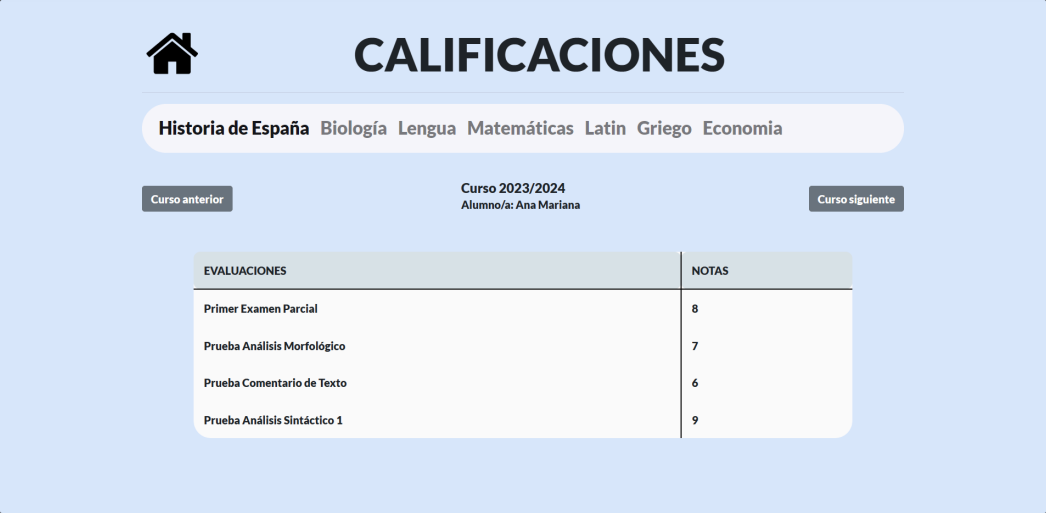 CALIFICACIONES
Historia de España Biología Lengua Matemáticas Latin Griego Economia
Curso anterior
Curso 2023/2024
Alumno/a: Ana Mariana
Curso siguiente
EVALUACIONES NOTAS
Primer Examen Parcial 8
Prueba Análisis Morfológico 7
Prueba Comentario de Texto 6
Prueba Análisis Sintáctico 1 9